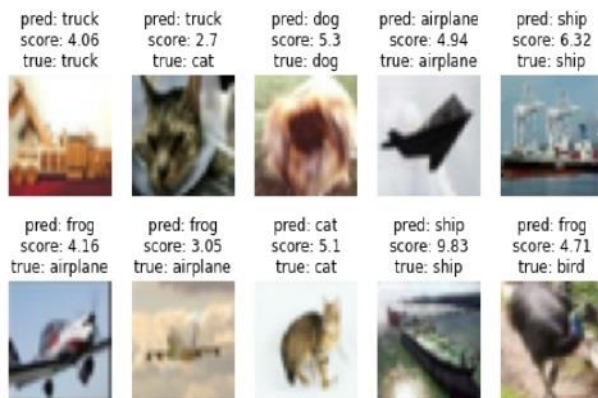 pred: truck
score: 4.06
true: truck
pred: truck
score: 2.7
true: cat
pred: dog
score: 5.3
true: dog
pred: airplane
score: 4.94
true: airplane
pred: ship
score: 6.32
true: ship
pred: frog
score: 4.16
true: airplane
pred: frog
score: 3.05
true: airplane
pred: cat
score: 5.1
true: cat
pred: ship
score: 9.83
true: ship
pred: frog
score: 4.71
true: bird